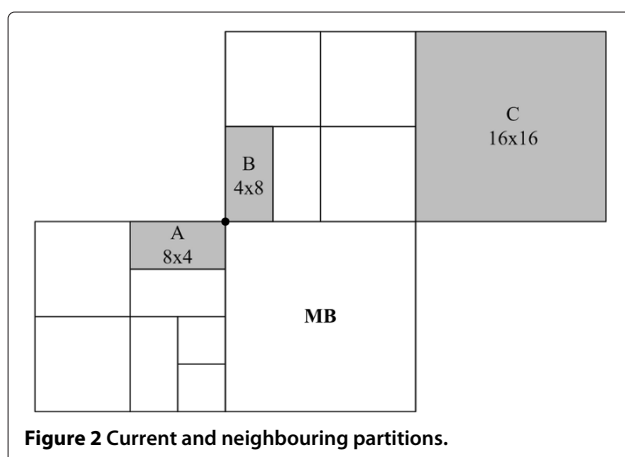 C
16x16
B
4x8
A
8x4
MB
Figure 2 Current and neighbouring partitions.